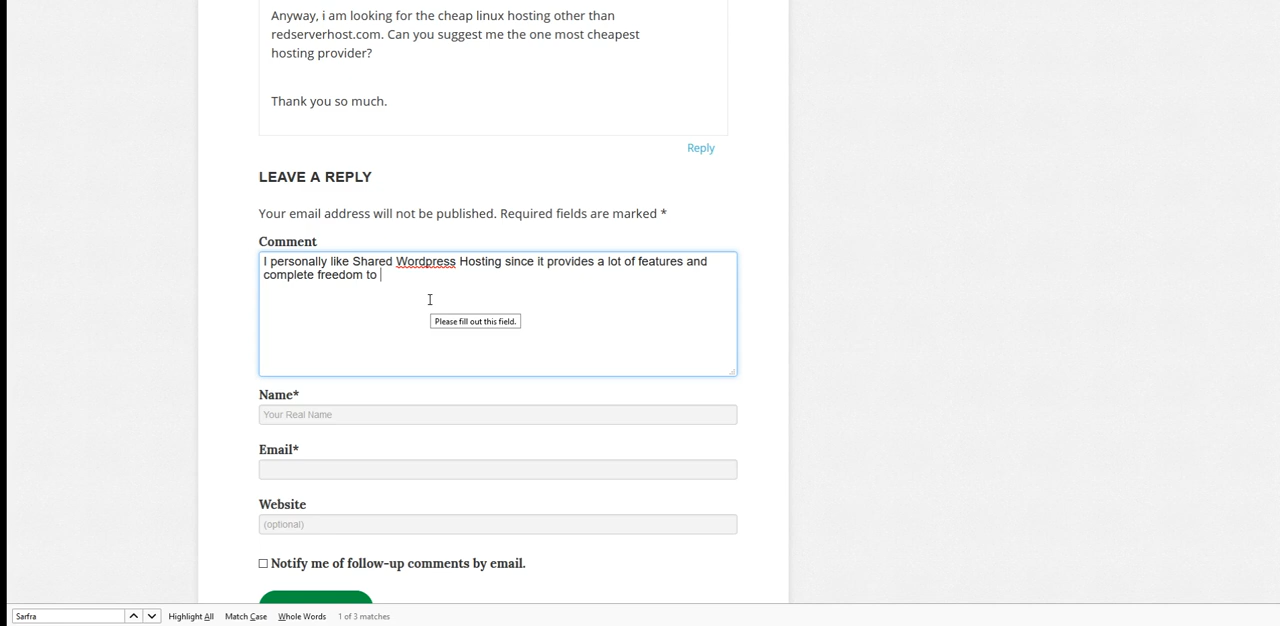 Anyway, i am looking for the cheap linux hosting other than
redserverhost.com. Can you suggest me the one most cheapest
hosting provider?
Thank you so much.
Reply
LEAVE A REPLY
Your email address will not be published. Required fields are marked *
Comment
I personally like Shared Wordpress Hosting since it provides a lot of features and
complete freedom to
Please fill out this field.
Name*
Your Real Name
Email*
Website
(optional)
Notify me of follow-up comments by email.
Sarfra Highlight All Match Case Whole Words 1 of 3 matches